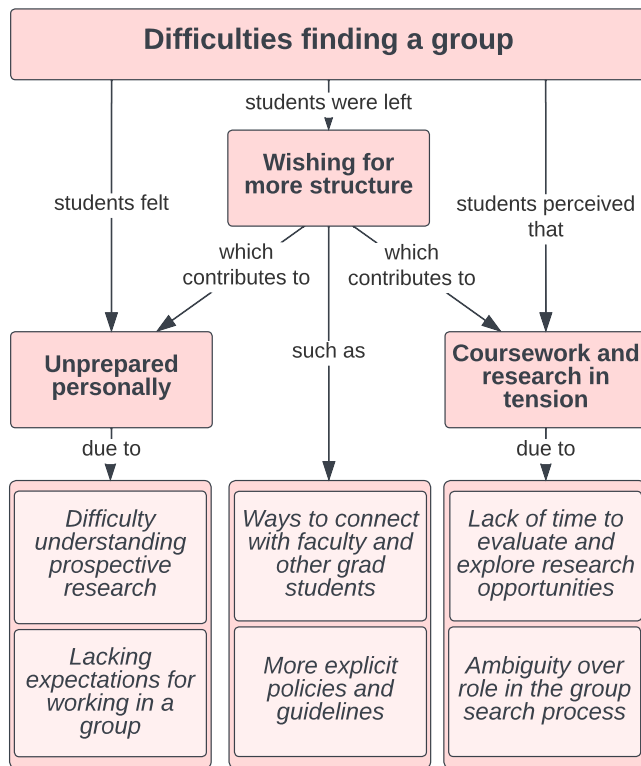 Difficulties finding a group
students were left
Wishing for
more structure
students felt
students perceived
that
which
contributes to
which
contributes to
such as
Unprepared
personally
Coursework and
research in
tension
due to
due to
Difficulty
understanding
prospective
research
Lacking
expectations for
working in a
group
Ways to connect
with faculty and
other grad
students
More explicit
policies and
guidelines
Lack of time to
evaluate and
explore research
opportunities
Ambiguity over
role in the group
search process